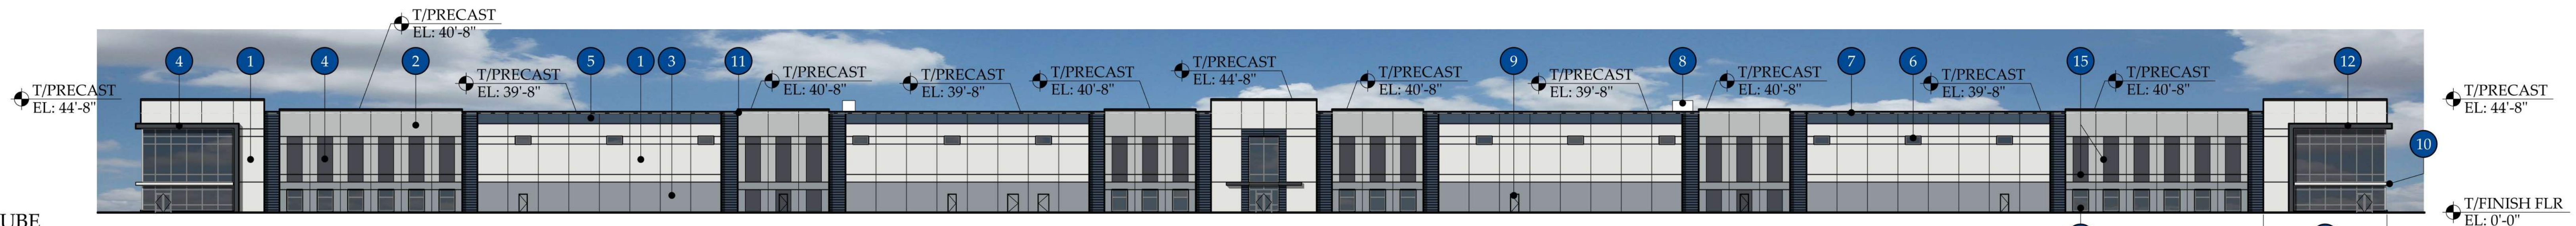 T/PRECAST
EL: 40'-8"
4
1
4
2
5
1
3
11
9
8
7
6
15
12
T/PRECAST
EL: 44'-8"
T/PRECAST
EL: 39'-8"
T/PRECAST
EL: 40'-8"
T/PRECAST
EL: 39'-8"
T/PRECAST
EL: 40'-8"
T/PRECAST
EL: 44'-8"
T/PRECAST
EL: 40'-8"
T/PRECAST
EL: 39'-8"
T/PRECAST
EL: 40'-8"
T/PRECAST
EL: 39'-8"
T/PRECAST
EL: 40'-8"
T/PRECAST
EL: 44'-8"
10
T/FINISH FLR
EL: 0'-0"
UBE